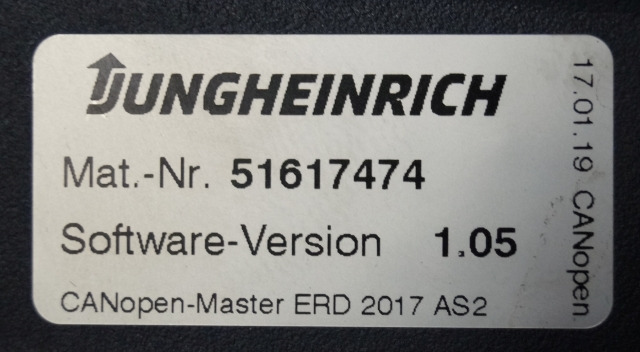 JUNGHEINRICH
Mat.-Nr. 51617474
Software-Version 1.05
CANopen-Master ERD 2017 AS2
17.01.19 CANopen